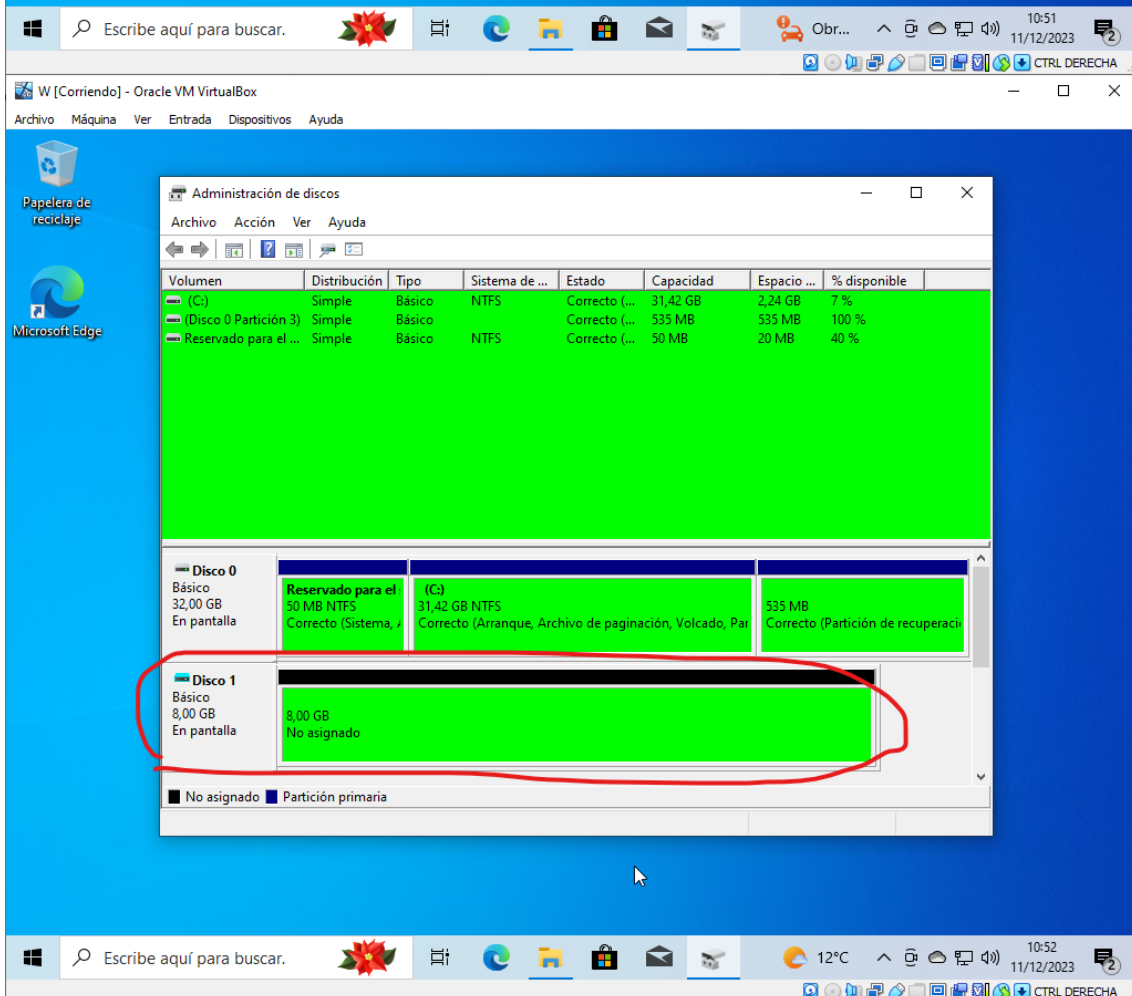 Escribe aquí para buscar.
Obr...
10:51
11/12/2023
2
CTRL DERECHA
W [Corriendo] - Oracle VM VirtualBox
Archivo Máquina Ver Entrada Dispositivos Ayuda
Papelera de
reciclaje
Microsoft Edge
Administración de discos
Archivo Acción Ver Ayuda
Volumen Distribución Tipo Sistema de ... Estado Capacidad Espacio ... % disponible
(C:) Simple Básico NTFS Correcto (... 31,42 GB 2,24 GB 7 %
(Disco 0 Partición 3) Simple Básico Correcto (... 535 MB 535 MB 100 %
Reservado para el ... Simple Básico NTFS Correcto (... 50 MB 20 MB 40 %
Disco 0
Básico
32,00 GB
En pantalla
Reservado para el
50 MB NTFS
Correcto (Sistema,
(C:)
31,42 GB NTFS
Correcto (Arranque, Archivo de paginación, Volcado, Par
535 MB
Correcto (Partición de recuperació
Disco 1
Básico
8,00 GB
En pantalla
8,00 GB
No asignado
No asignado Partición primaria
Escribe aquí para buscar.
12°C
10:52
11/12/2023
2
CTRL DERECHA